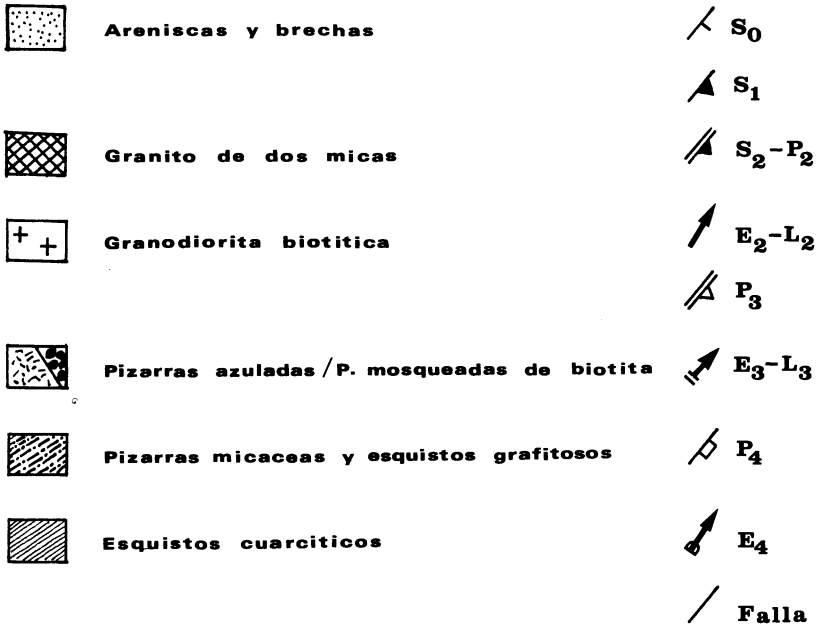 Areniscas y brechas
S0
S1
Granito de dos micas
S2-P2
Granodiorita biotitica
E2-L2
P3
Pizarras azuladas/P. mosqueadas de biotita
E3-L3
Pizarras micaceas y esquistos grafitosos
P4
Esquistos cuarciticos
E4
Falla